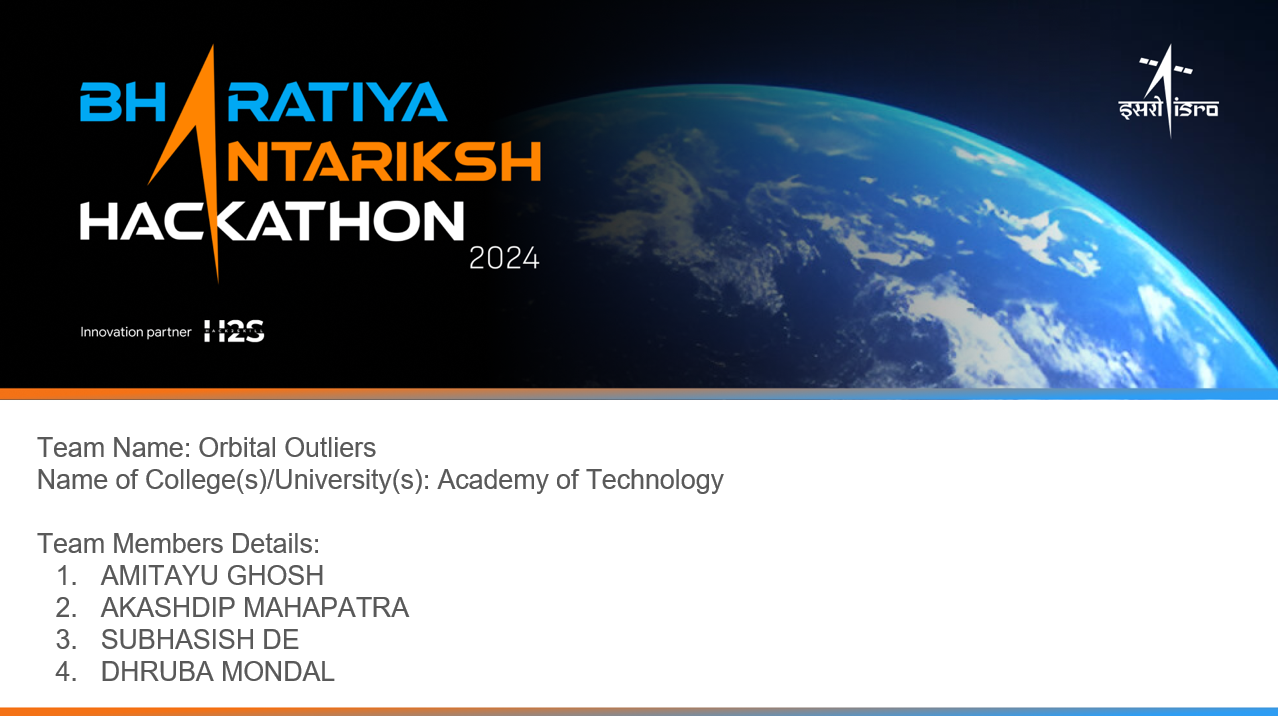 BHARATIYA
ANTARIKSH
HACKATHON
2024
इसरो isro
Innovation partner H2S
HACK2SKILL
Team Name: Orbital Outliers
Name of College(s)/University(s): Academy of Technology
Team Members Details:
1. AMITAYU GHOSH
2. AKASHDIP MAHAPATRA
3. SUBHASISH DE
4. DHRUBA MONDAL